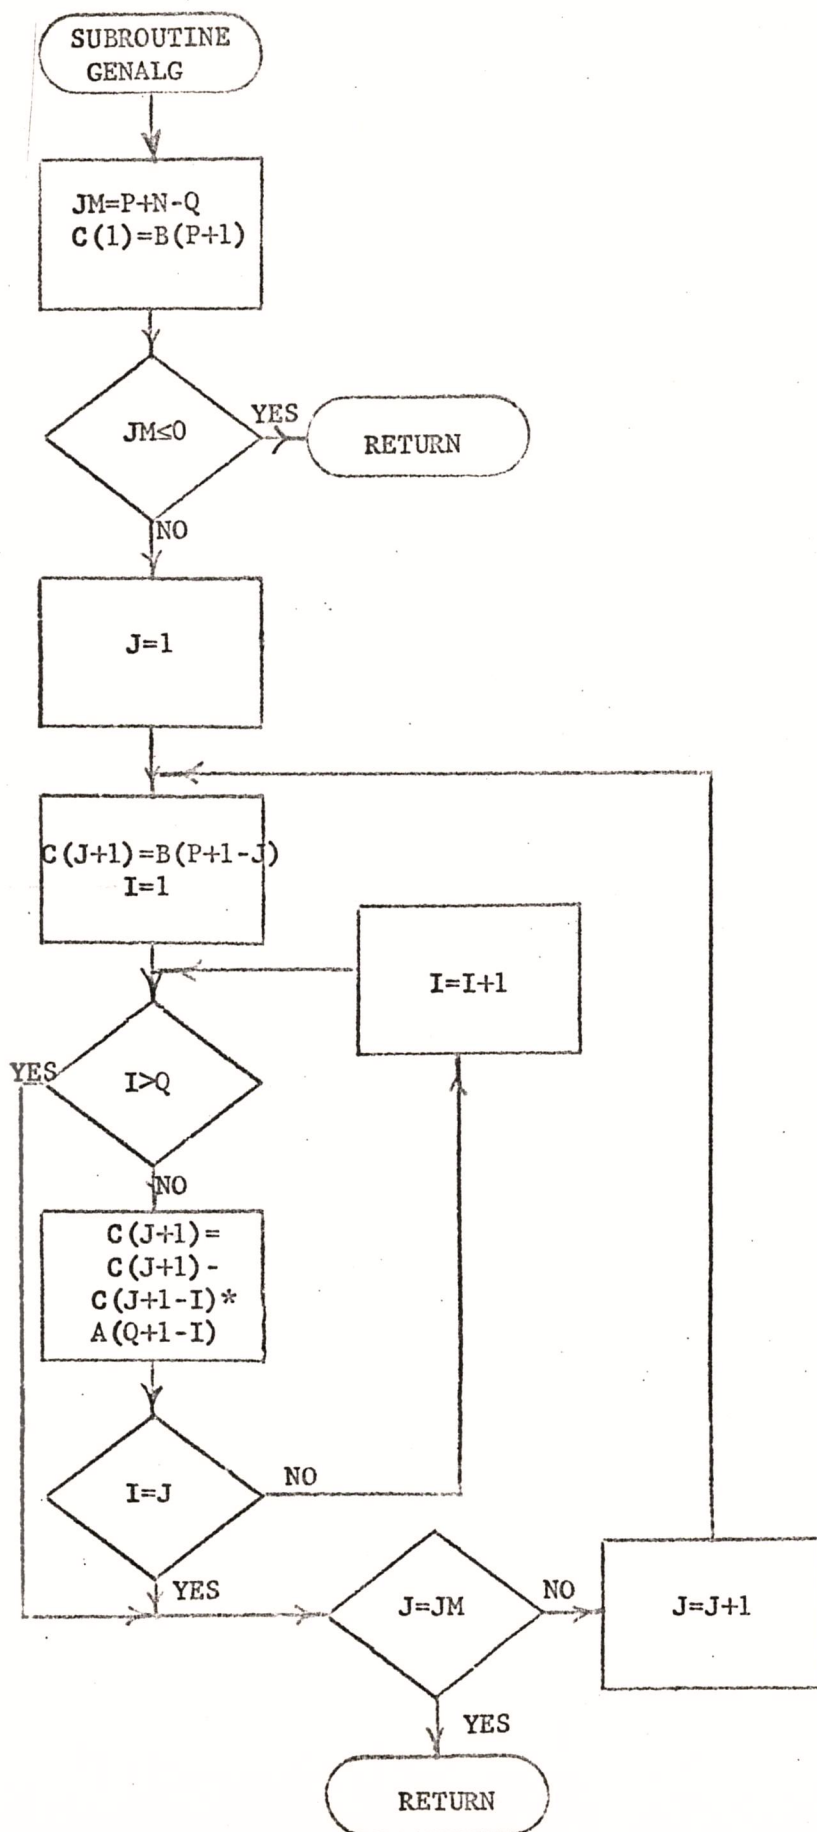 SUBROUTINE
GENALG
JM=P+N-Q
C(1)=B(P+1)
JM≤0
YES
RETURN
NO
J=1
C(J+1)=B(P+1-J)
I=1
I=I+1
YES
I>Q
NO
C(J+1)=
C(J+1)-
C(J+1-I)*
A(Q+1-I)
I=J
NO
YES
J=JM
NO
J=J+1
YES
RETURN